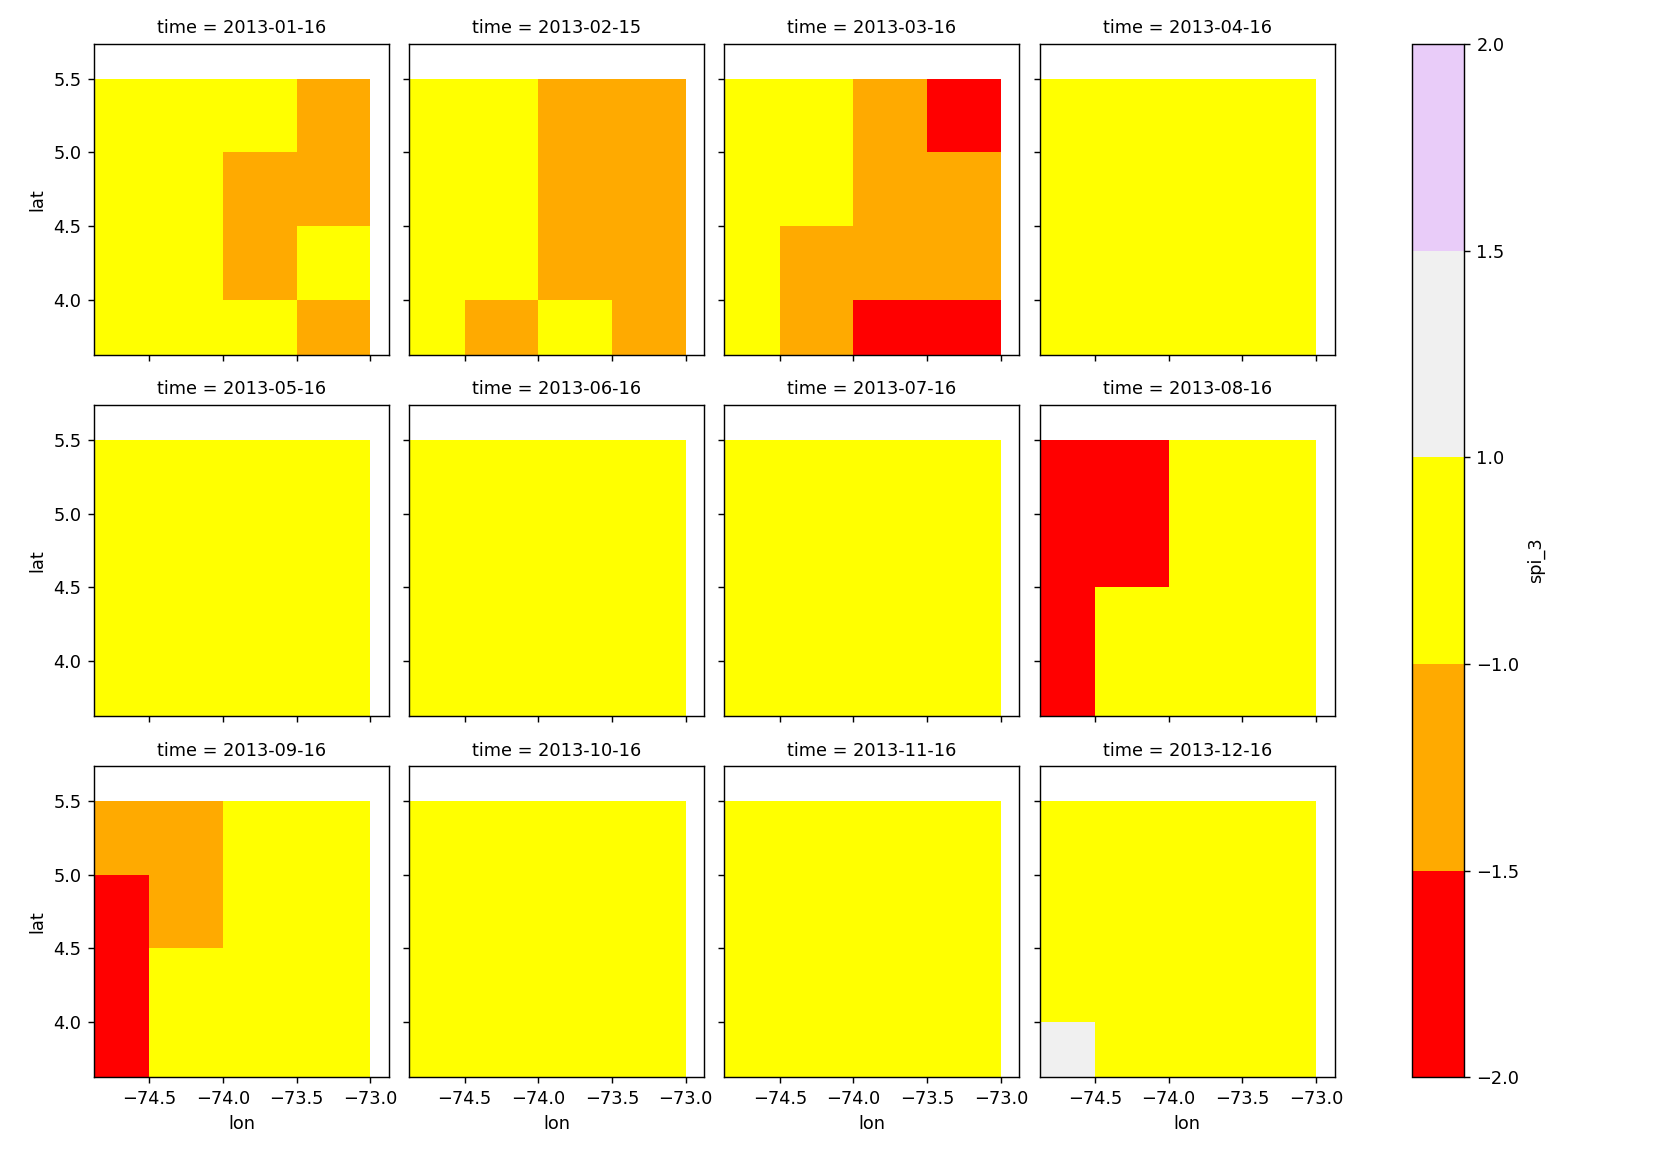 time = 2013-01-16 time = 2013-02-15 time = 2013-03-16 time = 2013-04-16
lat
5.5
5.0
4.5
4.0
time = 2013-05-16 time = 2013-06-16 time = 2013-07-16 time = 2013-08-16
lat
5.5
5.0
4.5
4.0
time = 2013-09-16 time = 2013-10-16 time = 2013-11-16 time = 2013-12-16
lat
5.5
5.0
4.5
4.0
−74.5 −74.0 −73.5 −73.0 −74.5 −74.0 −73.5 −73.0 −74.5 −74.0 −73.5 −73.0 −74.5 −74.0 −73.5 −73.0
lon lon lon lon
2.0
1.5
1.0
−1.0
−1.5
−2.0
spi_3